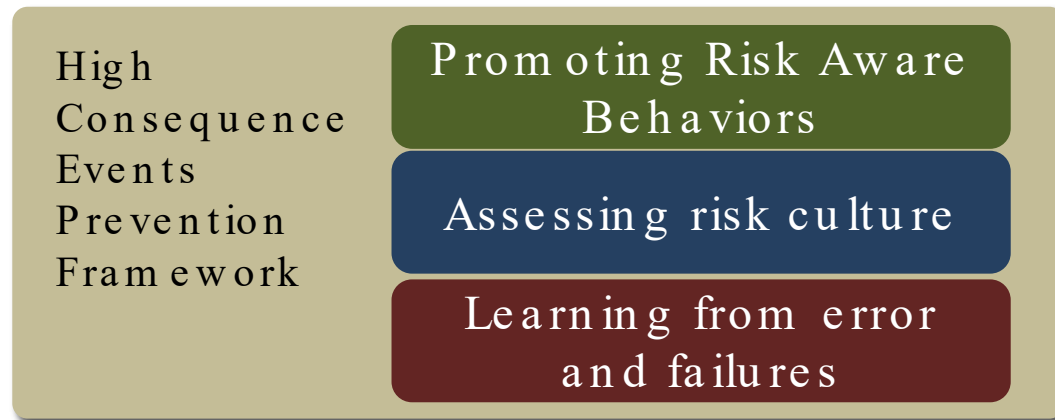 High
Consequence
Events
Prevention
Framework
Promoting Risk Aware
Behaviors
Assessing risk culture
Learning from error
and failures